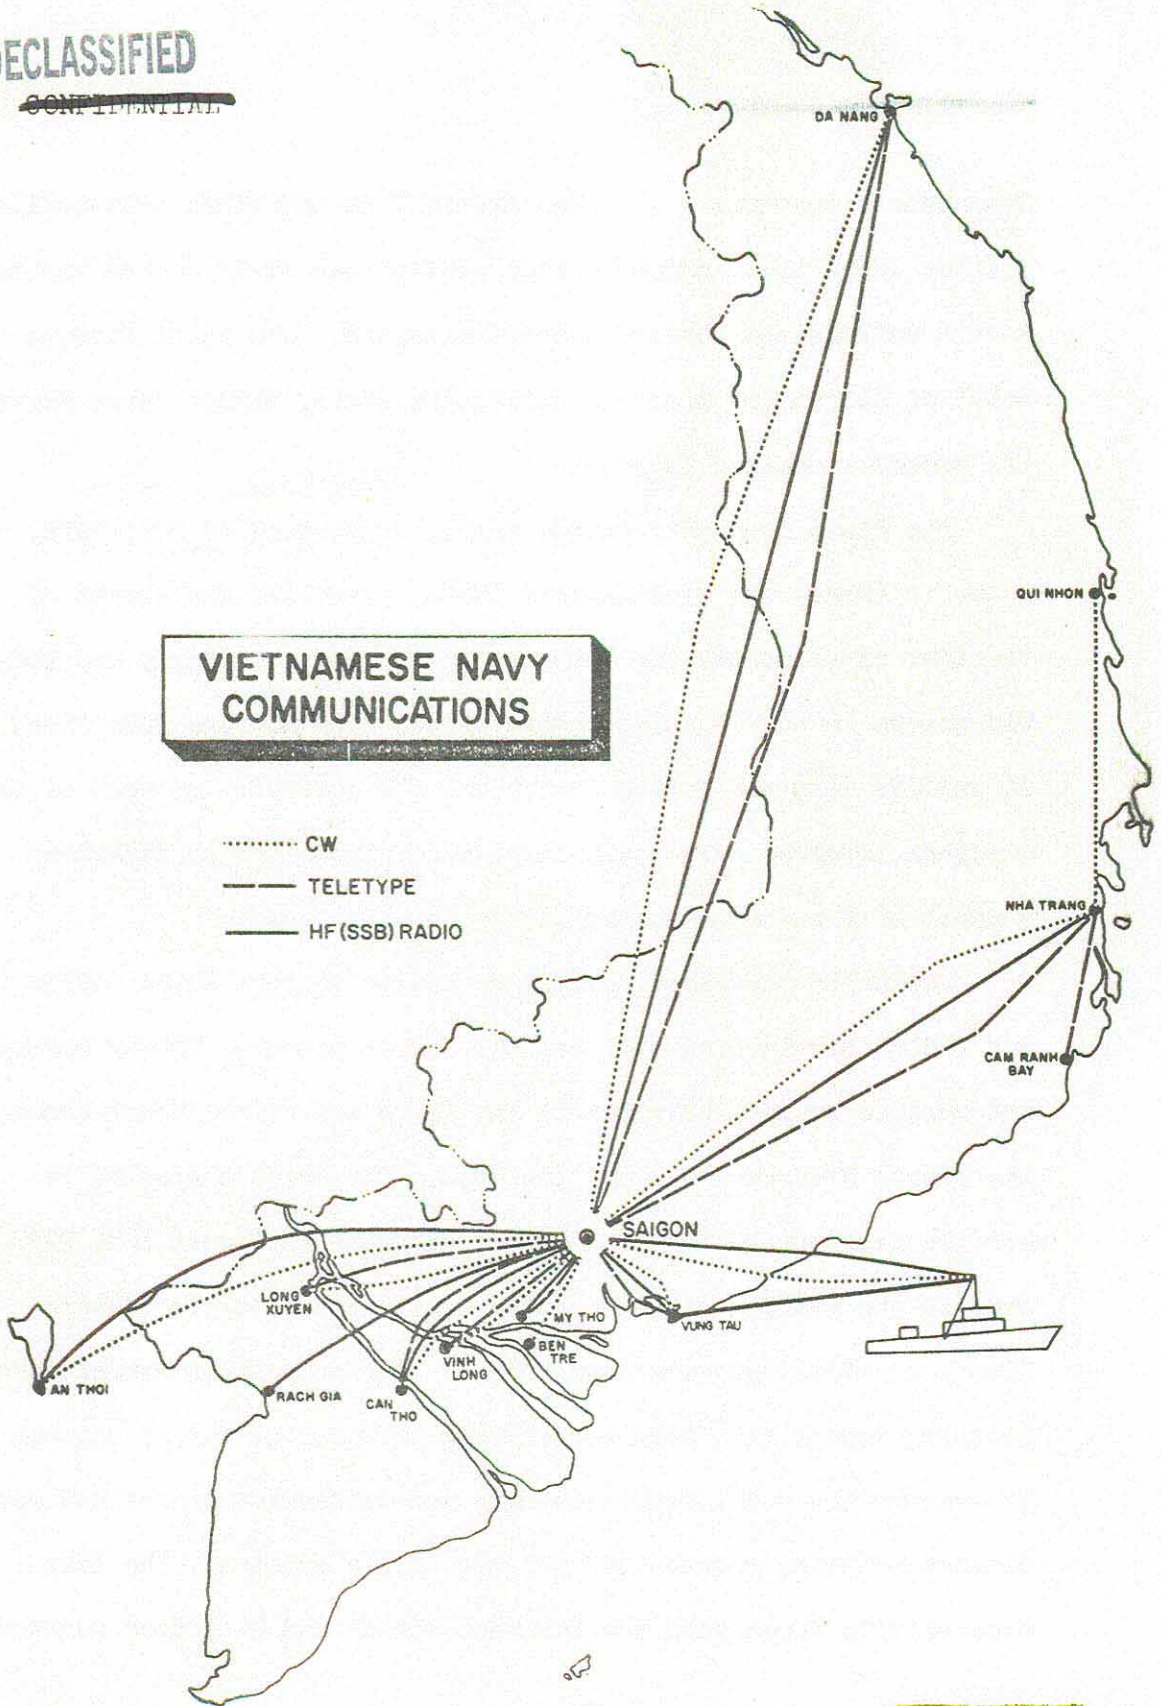 DECLASSIFIED
CONFIDENTIAL
DA NANG
QUI NHON
VIETNAMESE NAVY
COMMUNICATIONS
CW
TELETYPE
HF (SSB) RADIO
NHA TRANG
CAM RANH
BAY
SAIGON
LONG
XUYEN
MY THO
VUNG TAU
BEN
TRE
VINH
LONG
AN THOI
RACH GIA
CAN
THO